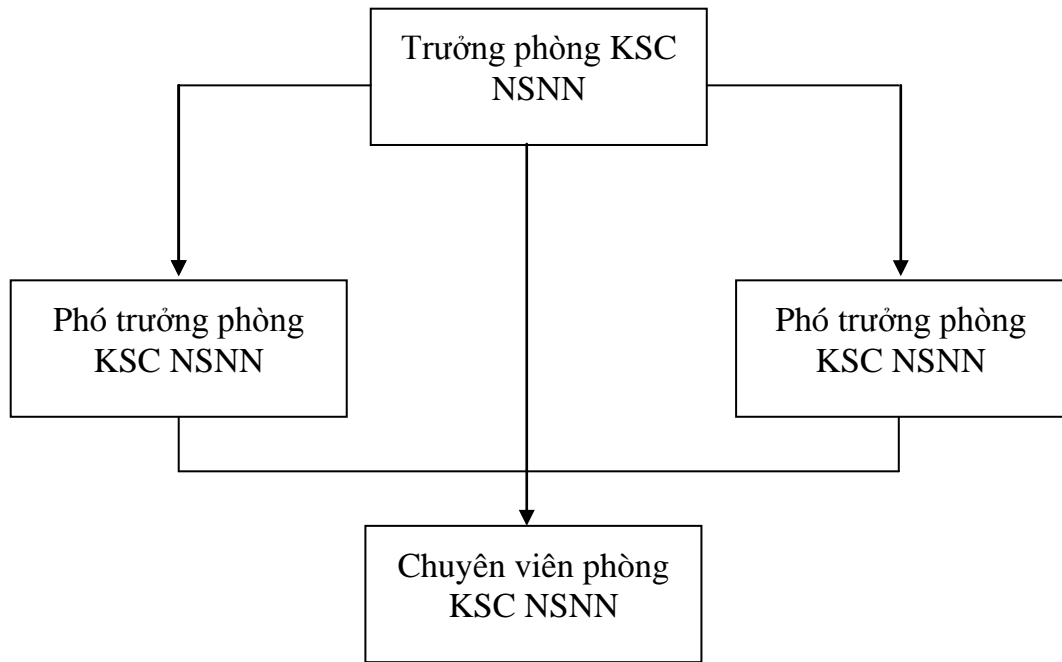 Trưởng phòng KSC
NSNN
Phó trưởng phòng
KSC NSNN
Phó trưởng phòng
KSC NSNN
Chuyên viên phòng
KSC NSNN